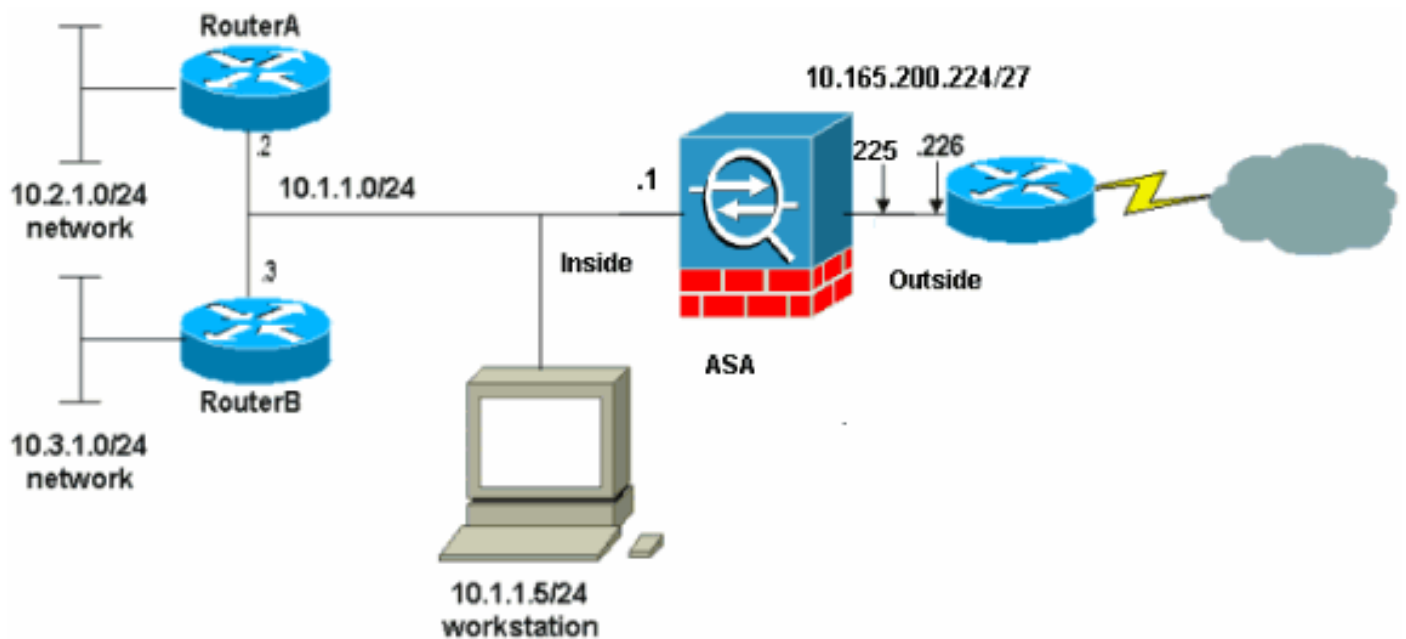 RouterA
10.165.200.224/27
.2
225
.226
10.2.1.0/24
network
10.1.1.0/24
.1
.3
Inside
Outside
ASA
RouterB
10.3.1.0/24
network
10.1.1.5/24
workstation